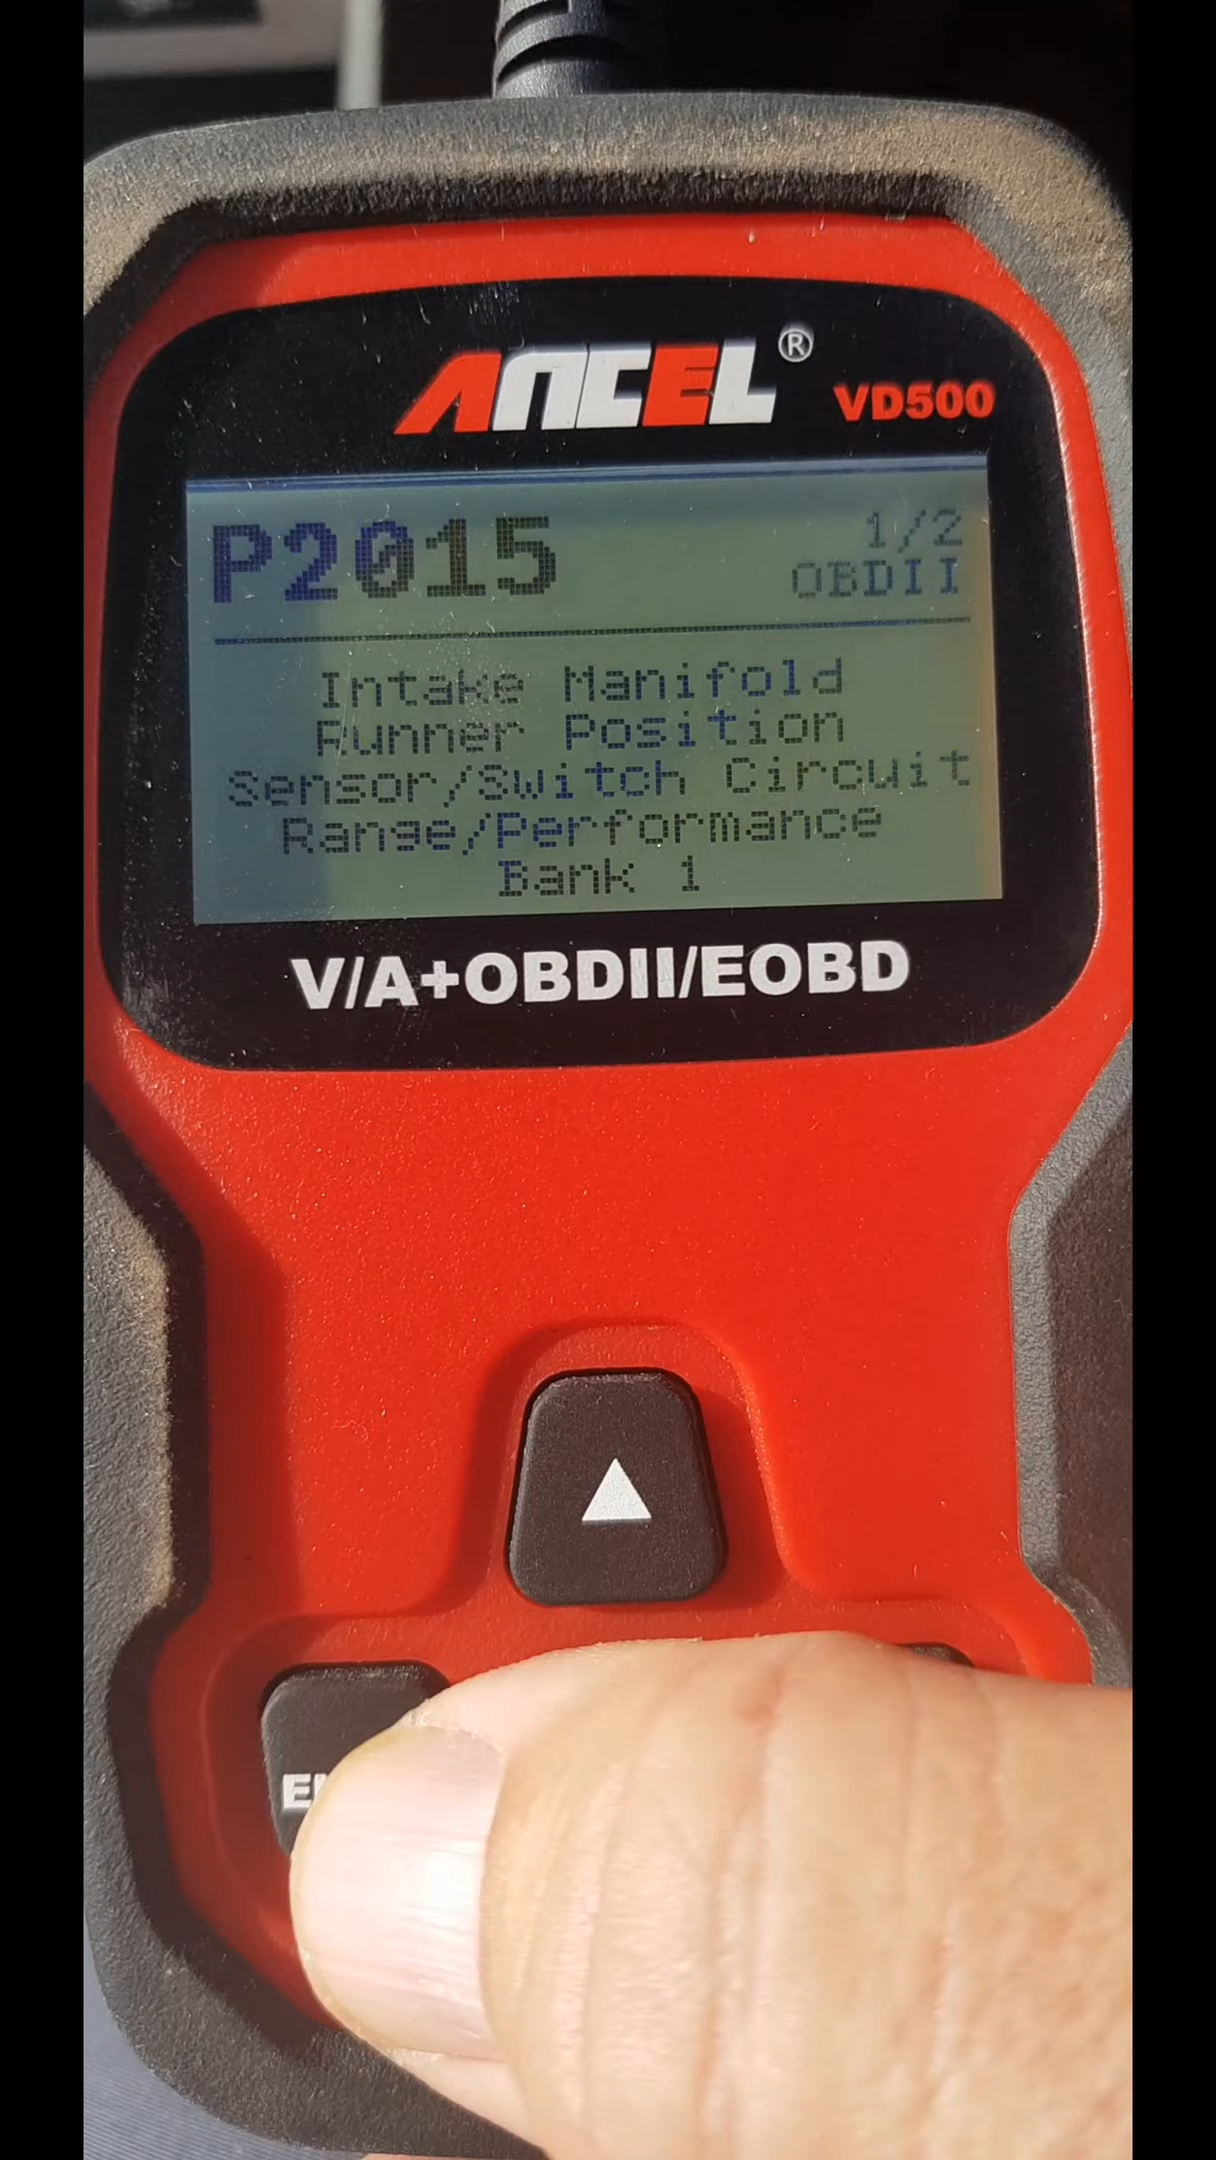 ANCEL®
VD500
P2015
1/2
OBDII
Intake Manifold
Runner Position
Sensor/Switch Circuit
Range/Performance
Bank 1
V/A+OBDII/EOBD